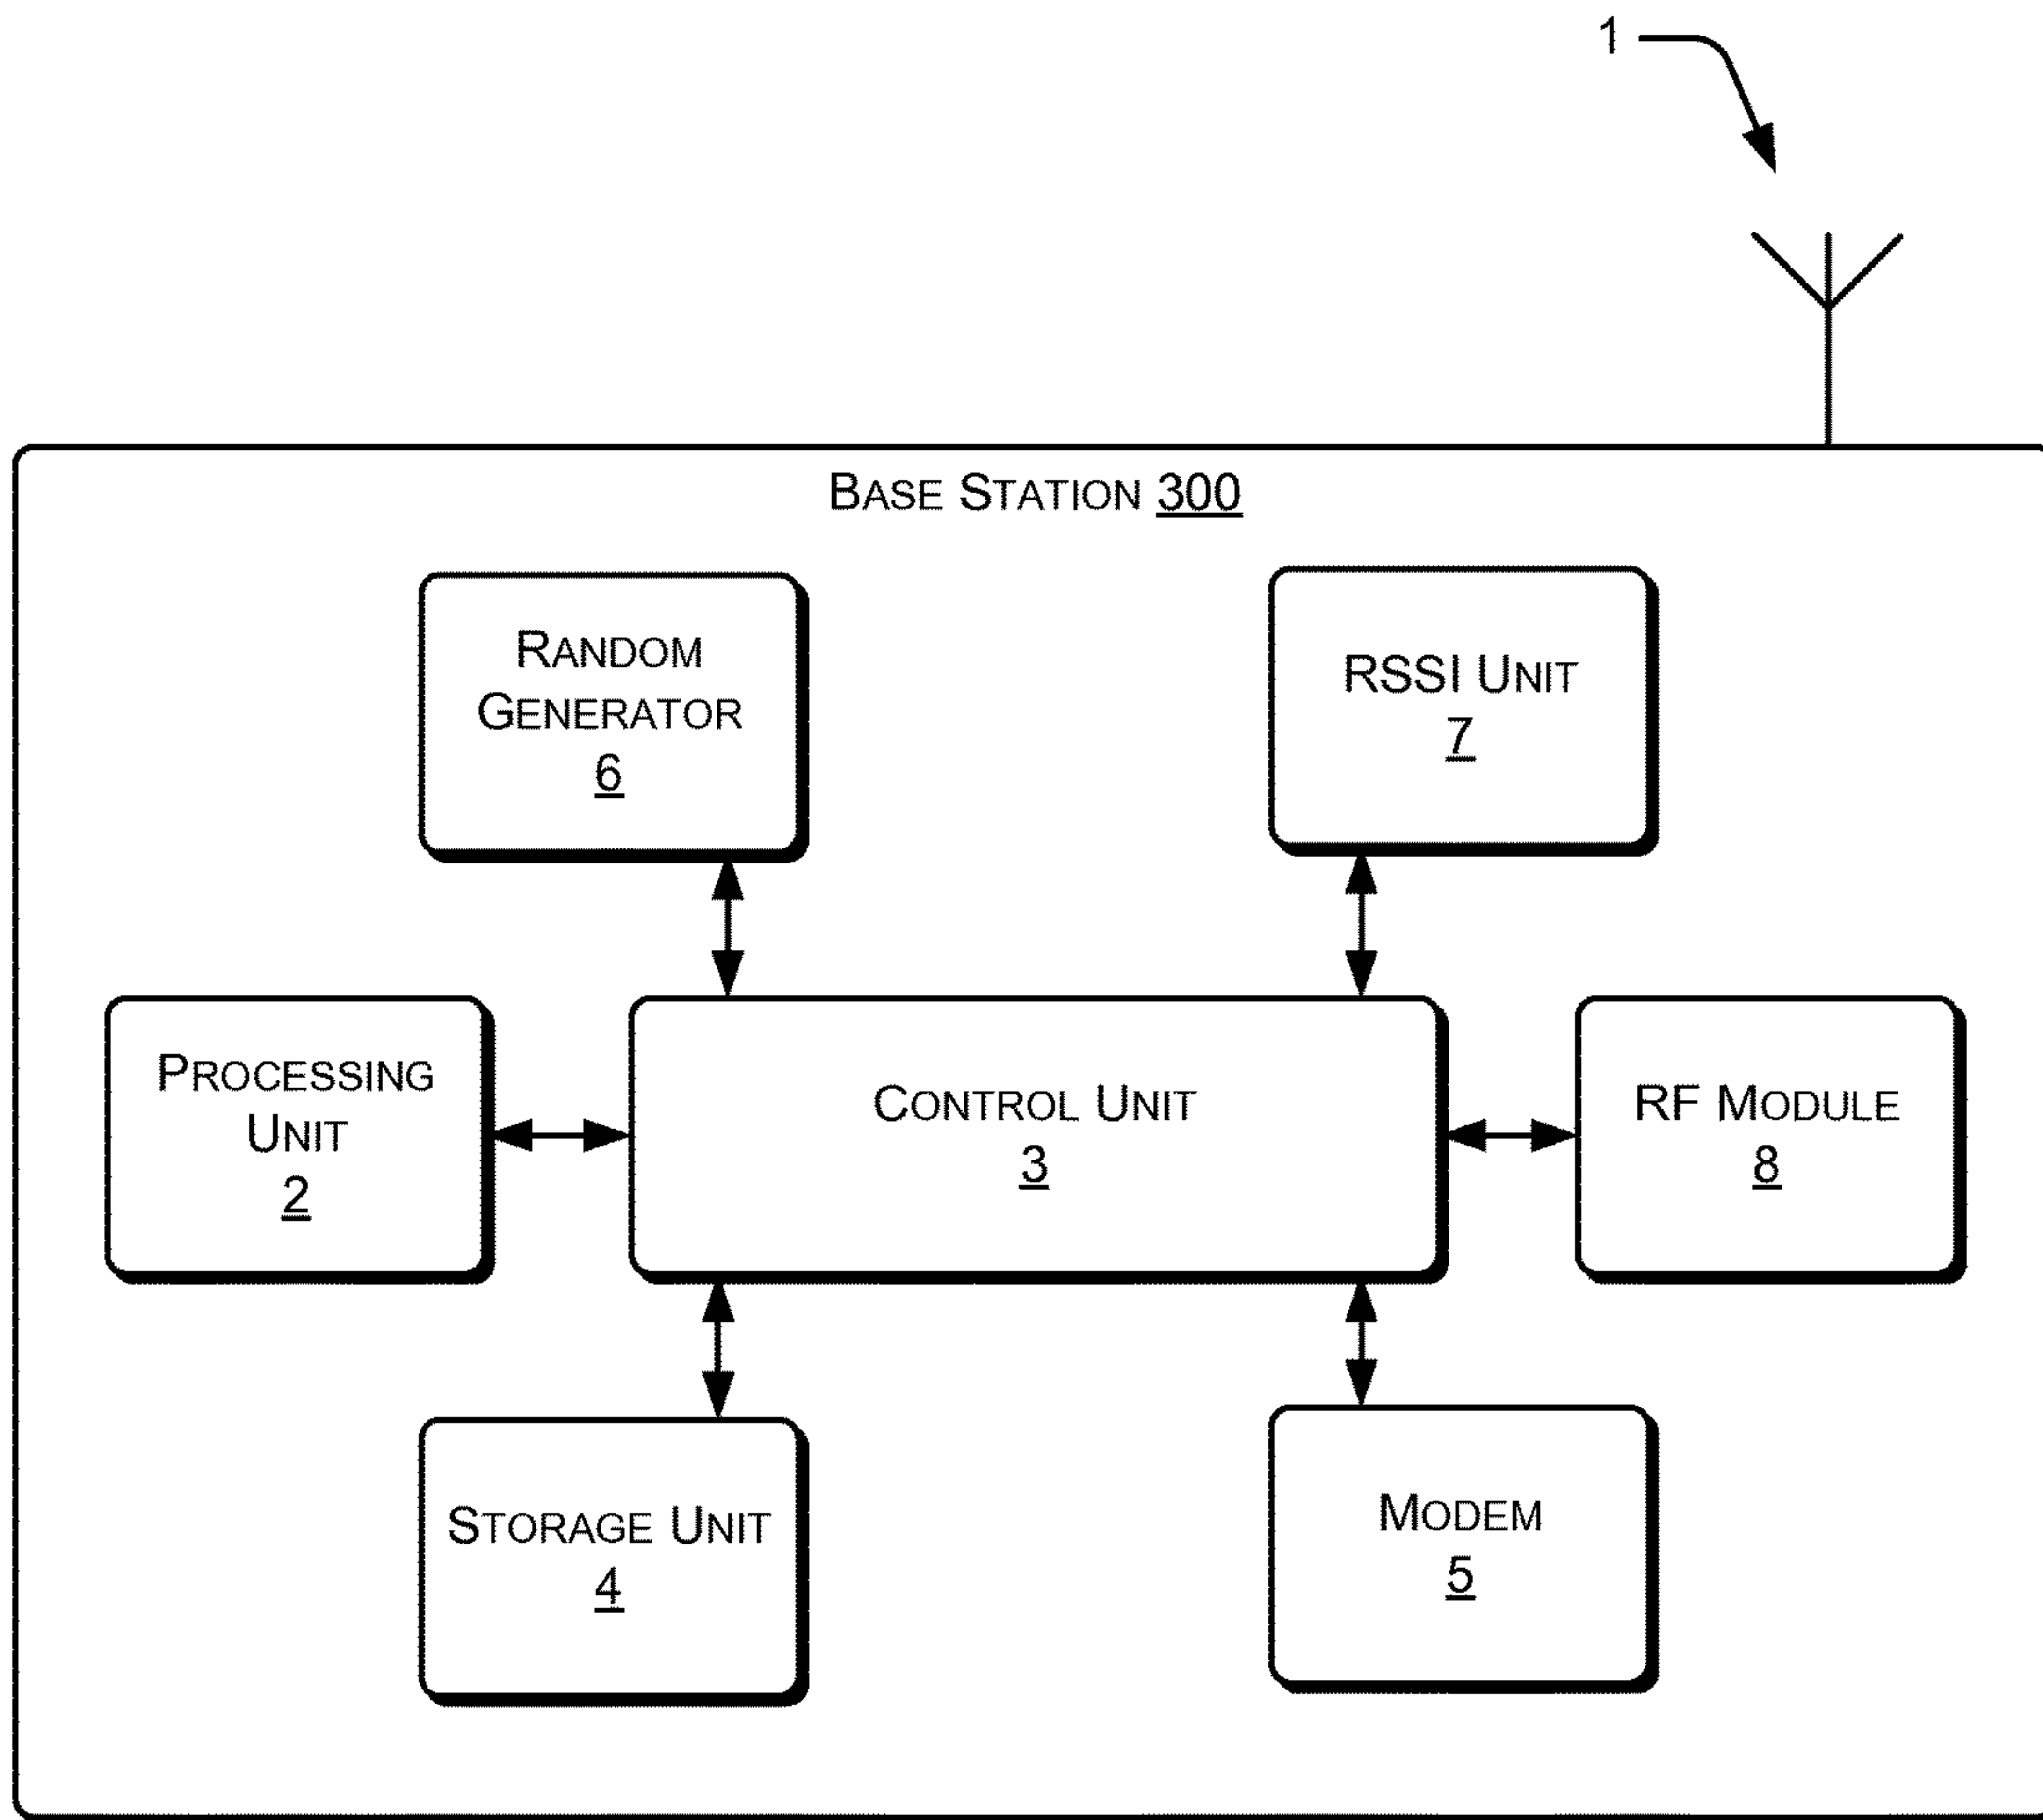 1
BASE STATION 300
RANDOM
GENERATOR
6
RSSI UNIT
7
PROCESSING
UNIT
2
CONTROL UNIT
3
RF MODULE
8
STORAGE UNIT
4
MODEM
5